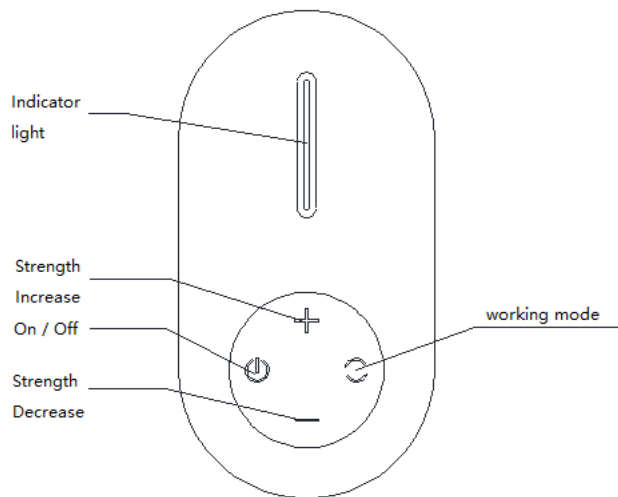 Indicator
light
Strength
Increase
On / Off
Strength
Decrease
working mode